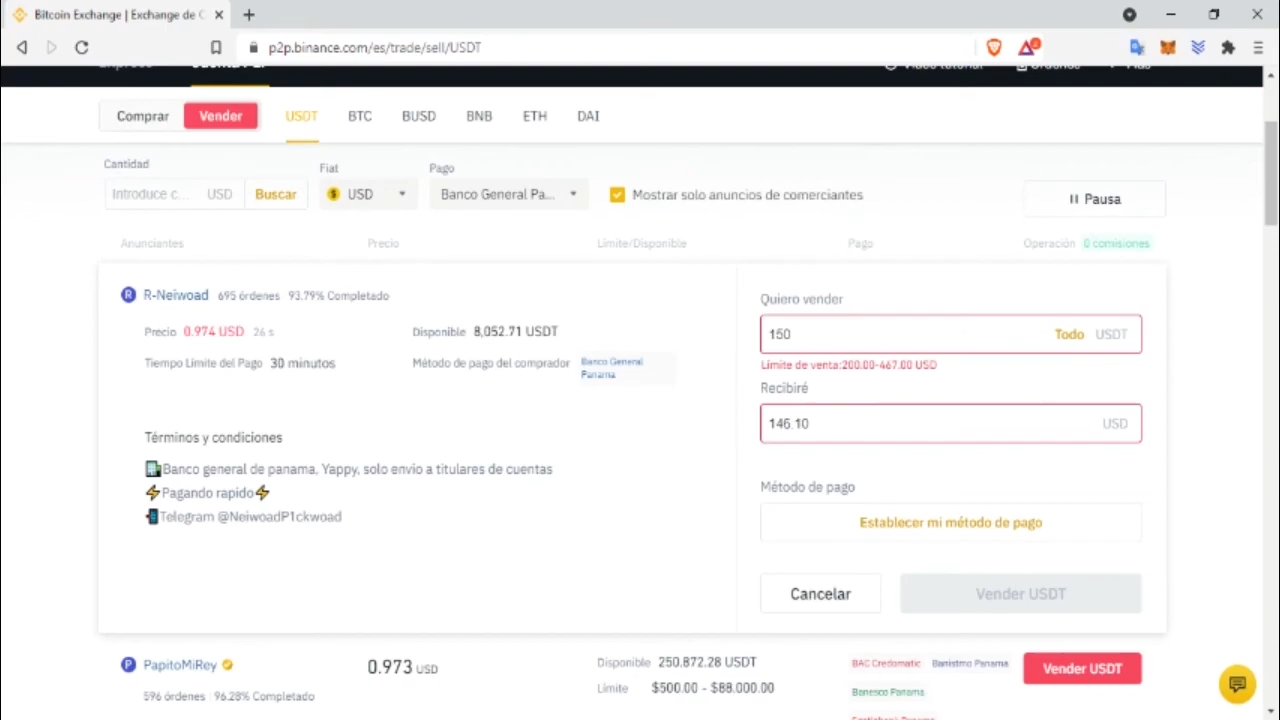 Bitcoin Exchange | Exchange de C
p2p.binance.com/es/trade/sell/USDT
2
Comprar
Vender
USDT
BTC
BUSD
BNB
ETH
DAI
Cantidad
Fiat
Pago
Introduce c...
USD
Buscar
$
USD
Banco General Pa...
Mostrar solo anuncios de comerciantes
Pausa
Anunciantes
Precio
Límite/Disponible
Pago
Operación
0 comisiones
R
R-Neiwoad
695 órdenes
93.79% Completado
Precio 0.974 USD 26 s
Disponible 8,052.71 USDT
Tiempo Límite del Pago 30 minutos
Método de pago del comprador
Banco General
Panama
Términos y condiciones
Banco general de panama, Yappy, solo envio a titulares de cuentas
⚡Pagando rapido⚡
Telegram @NeiwoadP1ckwoad
Quiero vender
150
Todo
USDT
Límite de venta:200.00-467.00 USD
Recibiré
146.10
USD
Método de pago
Establecer mi método de pago
Cancelar
Vender USDT
P
PapitoMiRey
596 órdenes | 96.28% Completado
0.973 USD
Disponible 250,872.28 USDT
Límite $500.00 - $88,000.00
BAC Credomatic
Banistmo Panama
Banesco Panama
Vender USDT